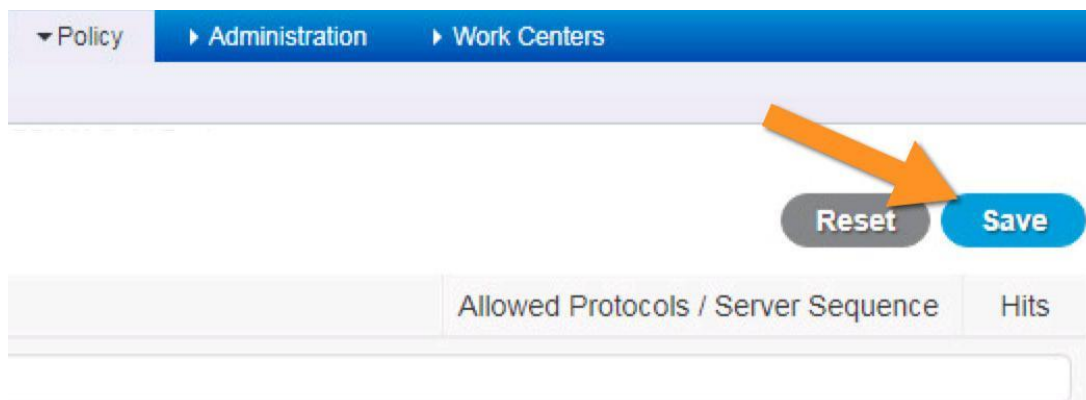 Policy Administration Work Centers
Reset Save
Allowed Protocols / Server Sequence Hits